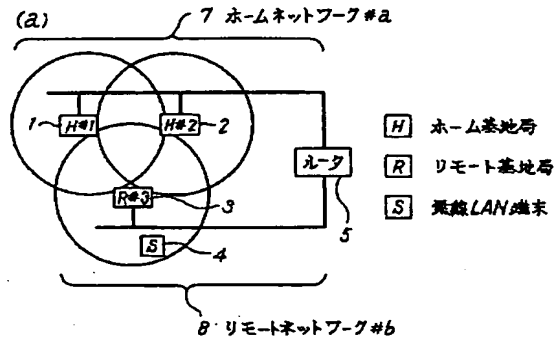 (a)
7 ホームネットワーク#a
1
H#1
H#2
2
H ホーム基地局
ルータ
R リモート基地局
R#3
3
5
S 無線LAN端末
S
4
8 リモートネットワーク#b